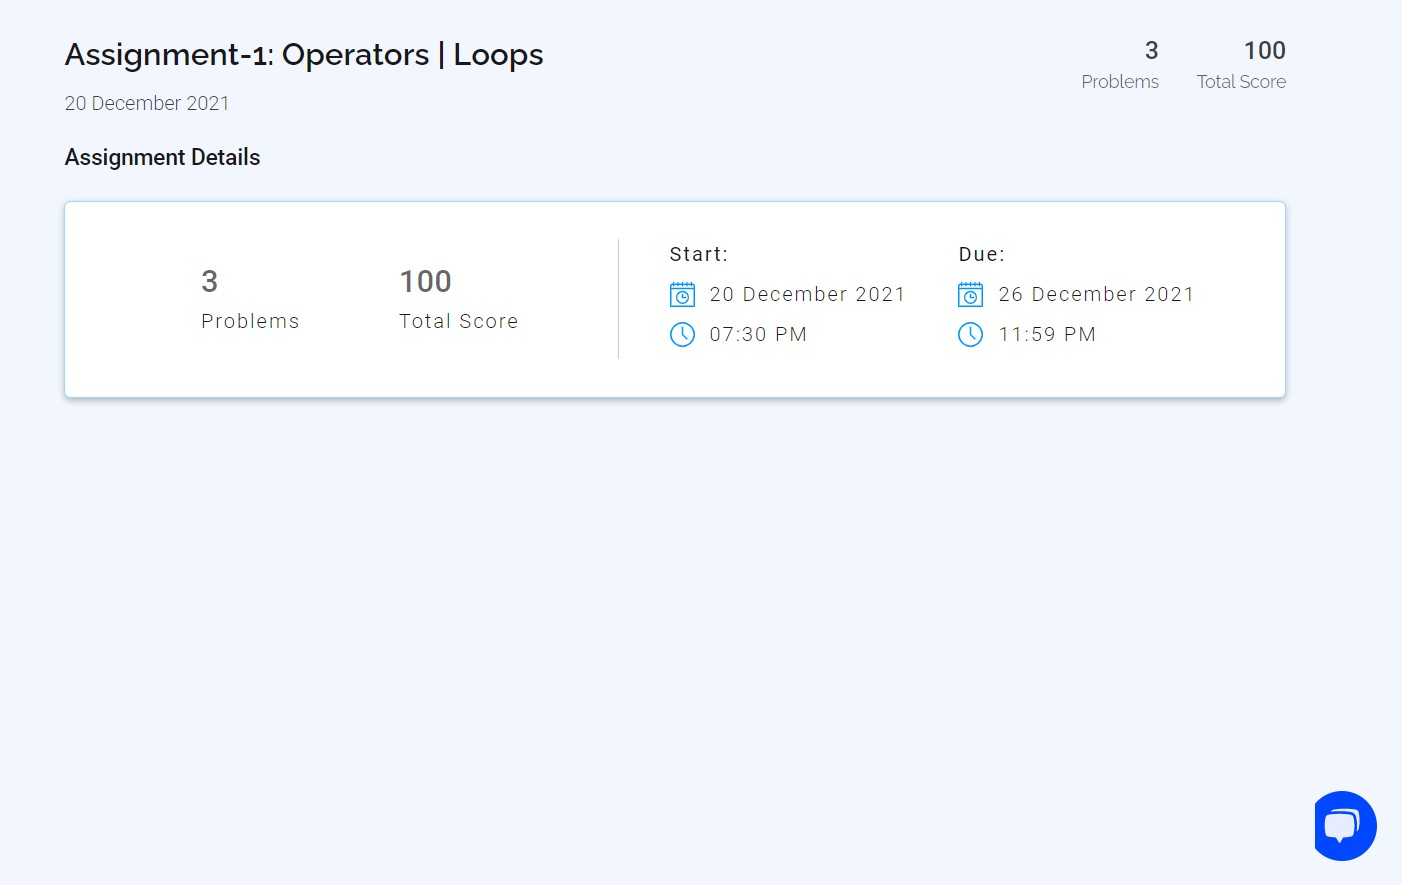 Assignment-1: Operators | Loops
3
Problems
100
Total Score
20 December 2021
Assignment Details
3
Problems
100
Total Score
Start:
20 December 2021
07:30 PM
Due:
26 December 2021
11:59 PM